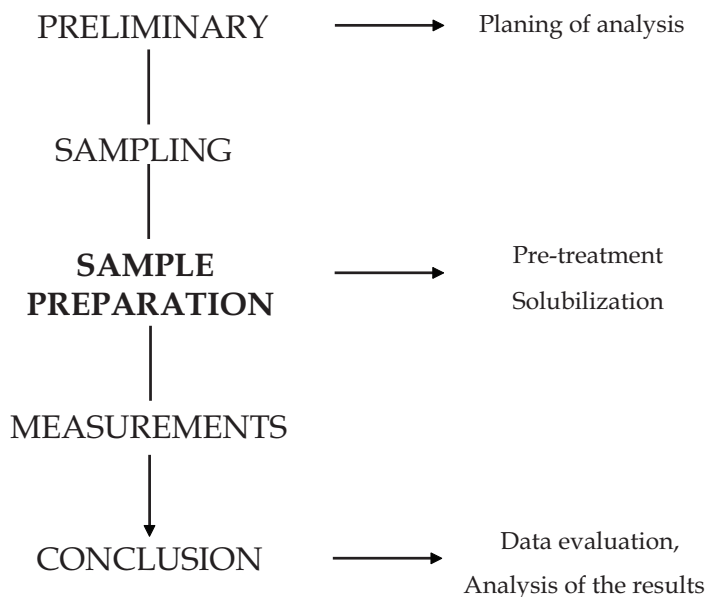 PRELIMINARY
Planing of analysis
SAMPLING
SAMPLE
PREPARATION
Pre-treatment
Solubilization
MEASUREMENTS
CONCLUSION
Data evaluation,
Analysis of the results